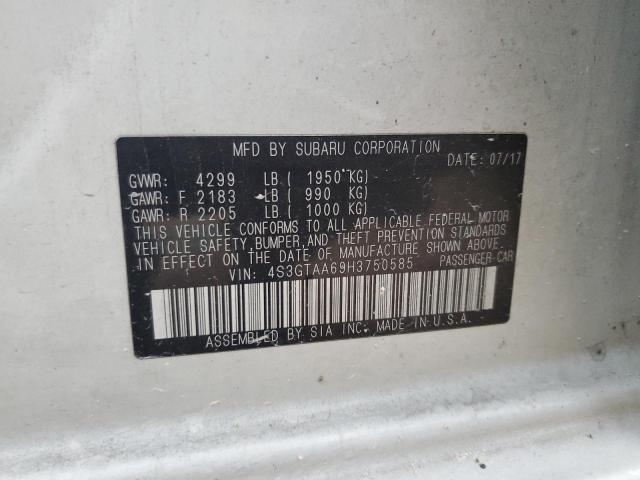 MFD BY SUBARU CORPORATION
DATE: 07/17
GVWR: 4299 LB ( 1950 KG)
GAWR: F 2183 LB ( 990 KG)
GAWR: R 2205 LB ( 1000 KG)
THIS VEHICLE CONFORMS TO ALL APPLICABLE FEDERAL MOTOR
VEHICLE SAFETY, BUMPER, AND THEFT PREVENTION STANDARDS
IN EFFECT ON THE DATE OF MANUFACTURE SHOWN ABOVE.
VIN: 4S3GTAA69H3750585 PASSENGER-CAR
ASSEMBLED BY SIA INC. MADE IN U.S.A.